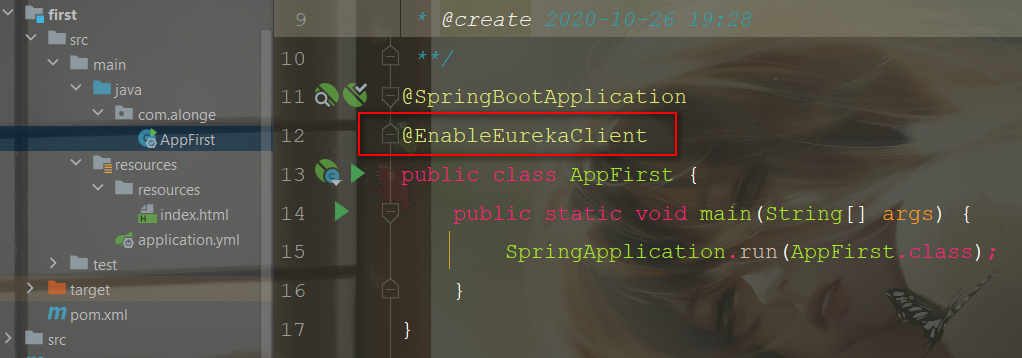 first
src
main
java
com.alonge
AppFirst
resources
resources
index.html
application.yml
test
target
pom.xml
src
9 * @create 2020-10-26 19:28
10 **/
11 @SpringBootApplication
12 @EnableEurekaClient
13 public class AppFirst {
14 public static void main(String[] args) {
15 SpringApplication.run(AppFirst.class);
16 }
17 }